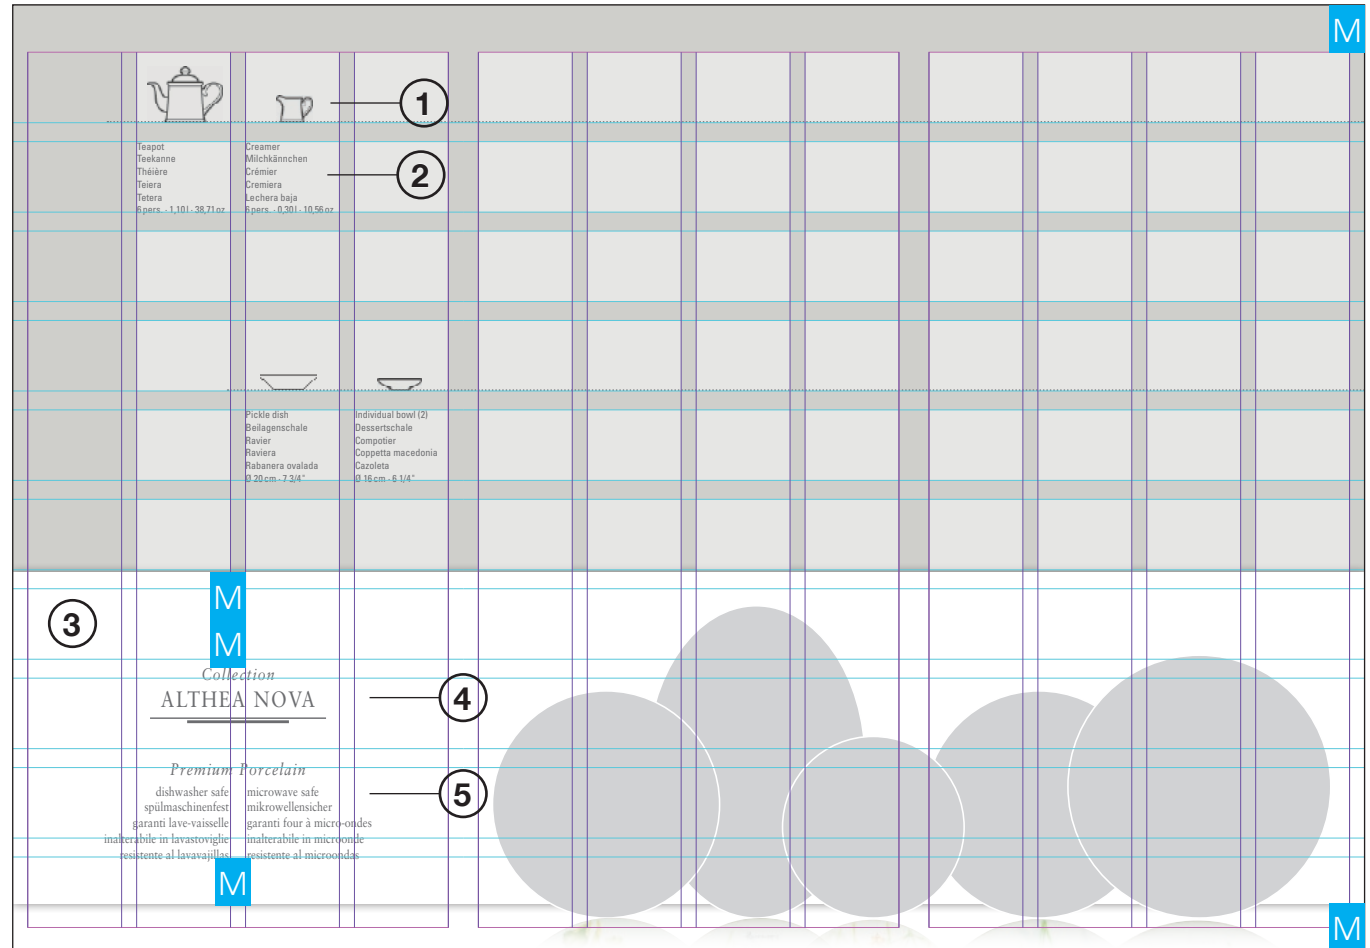 M
1
Teapot
Teekanne
Théière
Teiera
Tetera
6 pers. - 1,10 l - 38,71 oz
Creamer
Milchkännchen
Crémier
Cremiera
Lechera baja
6 pers. - 0,30 l - 10,56 oz
2
Pickle dish
Beilagenschale
Ravier
Raviera
Rabanera ovalada
Ø 20 cm - 7 3/4"
Individual bowl (2)
Dessertschale
Compotier
Coppetta macedonia
Cazoleta
Ø 16 cm - 6 1/4"
3
M
M
Collection
ALTHEA NOVA
4
Premium Porcelain
5
dishwasher safe microwave safe
spülmaschinenfest mikrowellensicher
garanti lave-vaisselle garanti four à micro-ondes
inalterabile in lavastoviglie inalterabile in microonde
resistente al lavavajillas resistente al microondas
M
M